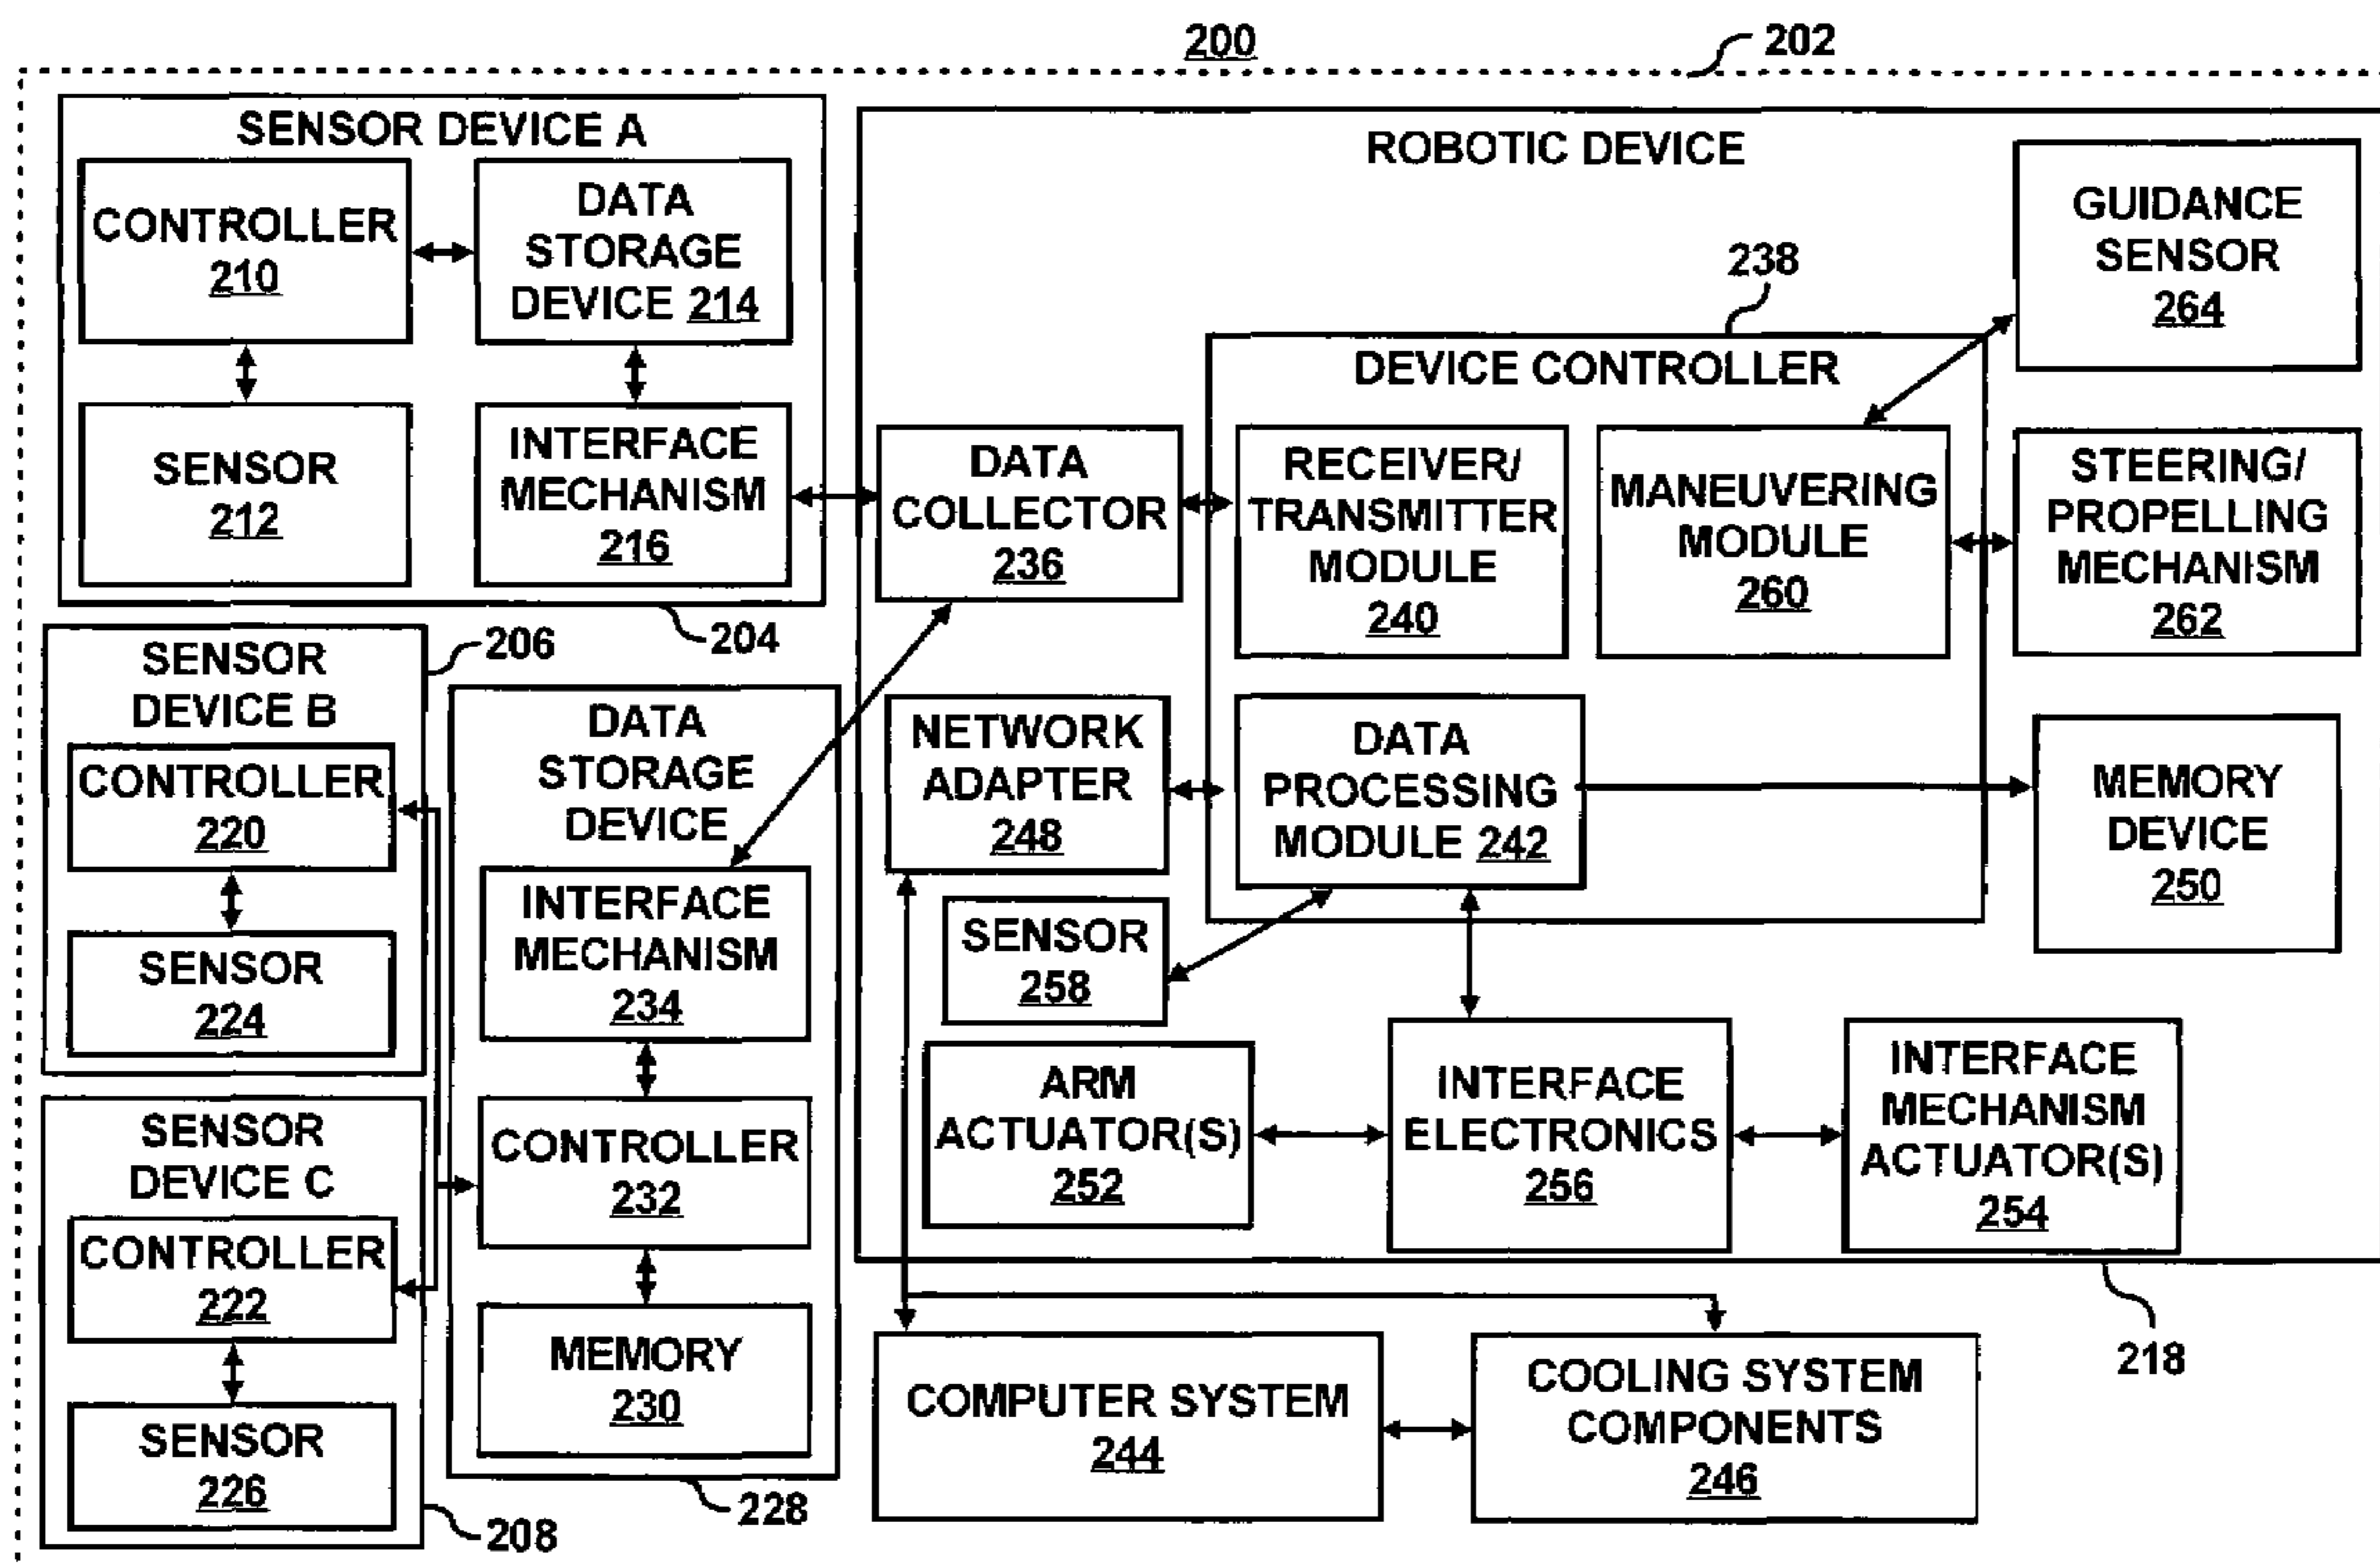 200
202
SENSOR DEVICE A
CONTROLLER
210
DATA
STORAGE
DEVICE 214
SENSOR
212
INTERFACE
MECHANISM
216
204
SENSOR
DEVICE B
206
CONTROLLER
220
SENSOR
224
SENSOR
DEVICE C
CONTROLLER
222
SENSOR
226
208
DATA
STORAGE
DEVICE
INTERFACE
MECHANISM
234
CONTROLLER
232
MEMORY
230
228
ROBOTIC DEVICE
GUIDANCE
SENSOR
264
238
DEVICE CONTROLLER
DATA
COLLECTOR
236
RECEIVER/
TRANSMITTER
MODULE
240
MANEUVERING
MODULE
260
STEERING/
PROPELLING
MECHANISM
262
NETWORK
ADAPTER
248
DATA
PROCESSING
MODULE 242
MEMORY
DEVICE
250
SENSOR
258
ARM
ACTUATOR(S)
252
INTERFACE
ELECTRONICS
256
INTERFACE
MECHANISM
ACTUATOR(S)
254
218
COMPUTER SYSTEM
244
COOLING SYSTEM
COMPONENTS
246